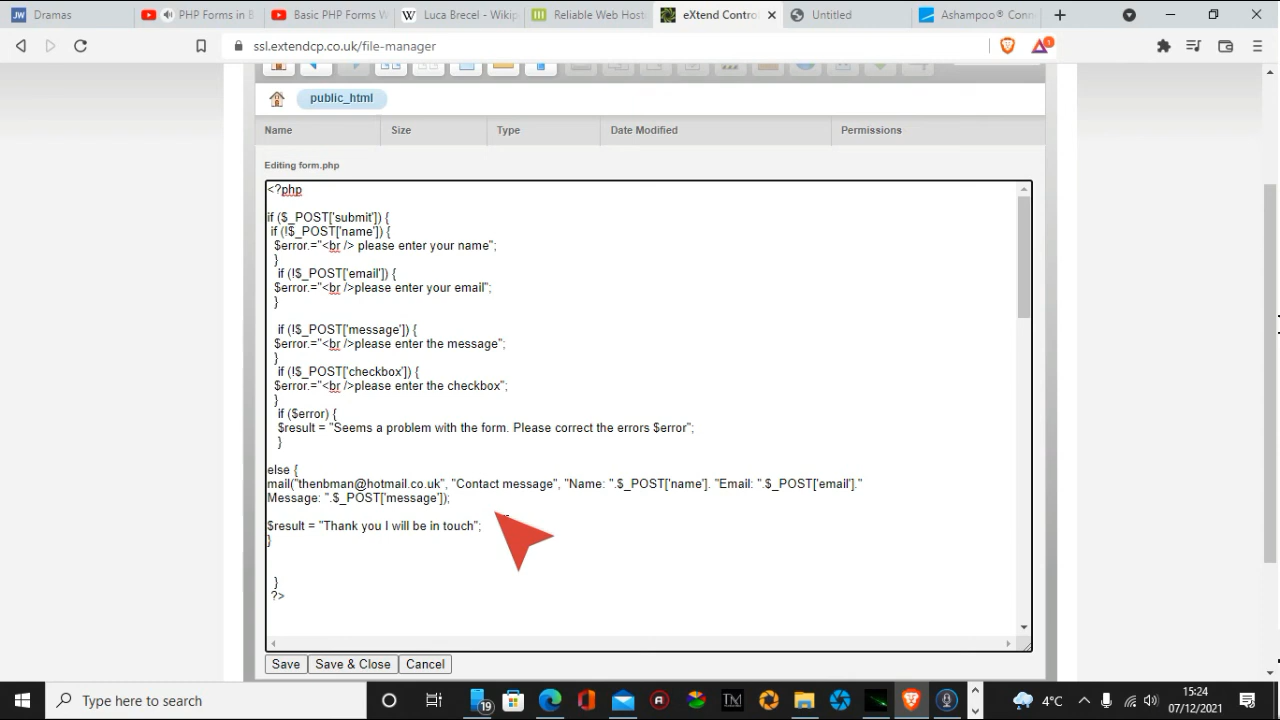 Dramas
PHP Forms in B
Basic PHP Forms W
Luca Brecel - Wikip
Reliable Web Host
eXtend Contro
Untitled
Ashampoo® Conn
ssl.extendcp.co.uk/file-manager
public_html
Name Size Type Date Modified Permissions
Editing form.php
<?php
if ($_POST['submit']) {
if (!$_POST['name']) {
$error.="<br /> please enter your name";
}
if (!$_POST['email']) {
$error.="<br />please enter your email";
}
if (!$_POST['message']) {
$error.="<br />please enter the message";
}
if (!$_POST['checkbox']) {
$error.="<br />please enter the checkbox";
}
if ($error) {
$result = "Seems a problem with the form. Please correct the errors $error";
}
else {
mail("thenbman@hotmail.co.uk", "Contact message", "Name: ".$_POST['name']. "Email: ".$_POST['email']."
Message: ".$_POST['message']);
$result = "Thank you I will be in touch";
}
}
?>
Save Save & Close Cancel
Type here to search
19
TM
4°C
15:24
07/12/2021